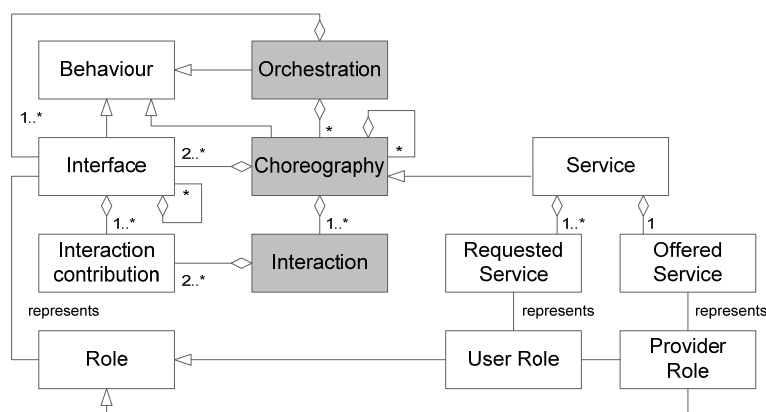 Behaviour
Orchestration
1..*
*
*
Interface
2..*
Choreography
Service
*
1..*
1..*
1..*
1
Interaction
contribution
2..*
Interaction
Requested
Service
Offered
Service
represents
represents
represents
Role
User Role
Provider
Role